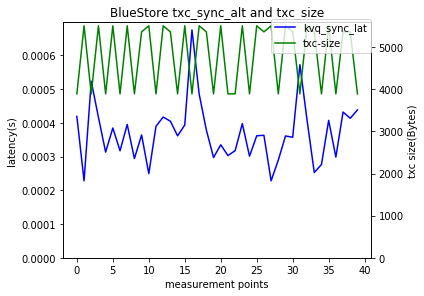 BlueStore txc_sync_alt and txc_size
kvq_sync_lat
txc-size
latency(s)
0.0006
0.0005
0.0004
0.0003
0.0002
0.0001
0.0000
5000
4000
3000
2000
1000
0
txc size(Bytes)
0 5 10 15 20 25 30 35 40
measurement points